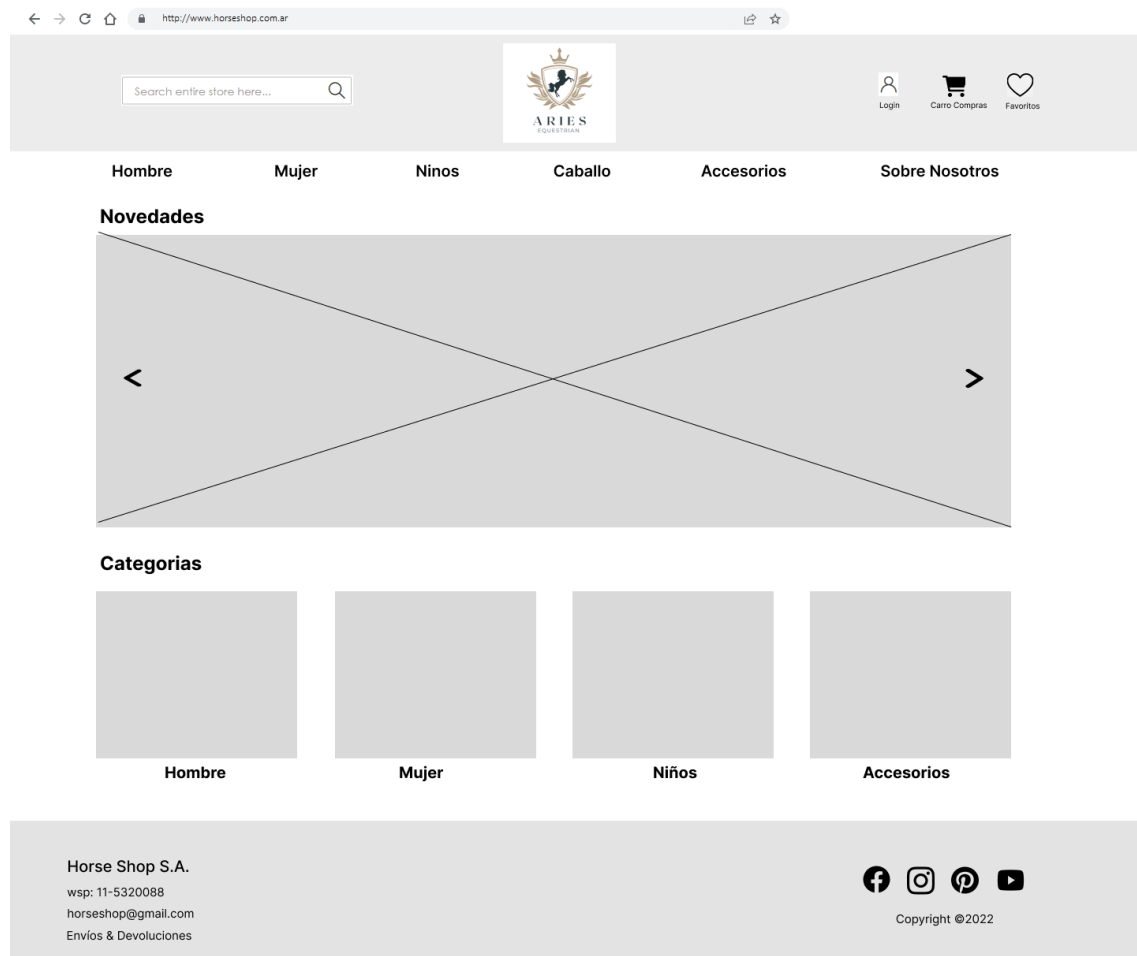 http://www.horseshop.com.ar
Search entire store here...
ARIES
EQUESTRIAN
Login
Carro Compras
Favoritos
Hombre
Mujer
Ninos
Caballo
Accesorios
Sobre Nosotros
Novedades
<
>
Categorias
Hombre
Mujer
Niños
Accesorios
Horse Shop S.A.
wsp: 11-5320088
horseshop@gmail.com
Envíos & Devoluciones
Copyright ©2022